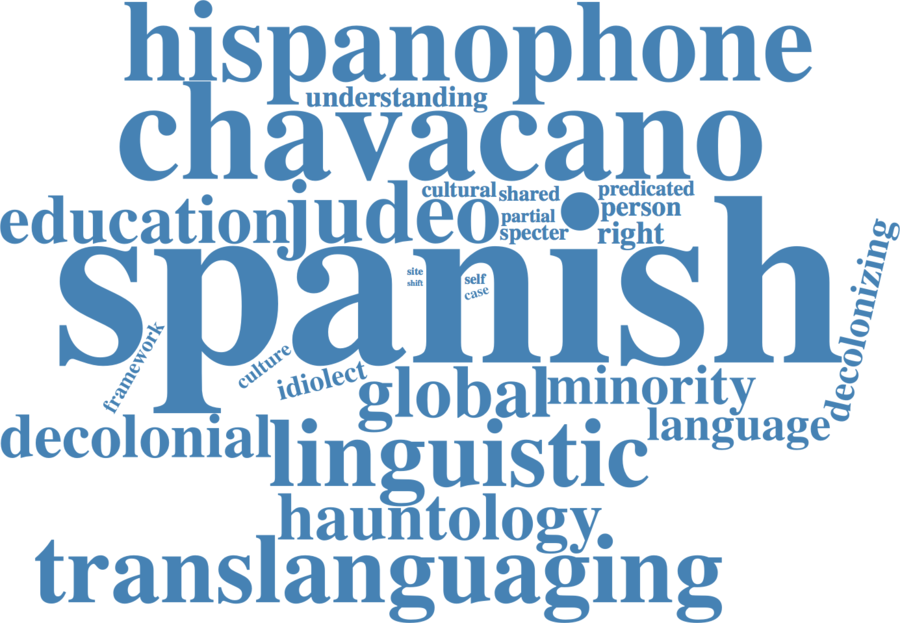 hispanophone
understanding
chavacano
education judeo cultural shared predicated
partial person
specter right
spanish
site self
shift case
decolonizing
framework
culture
idiolect
global minority
language
decolonial linguistic
hauntology
translanguaging